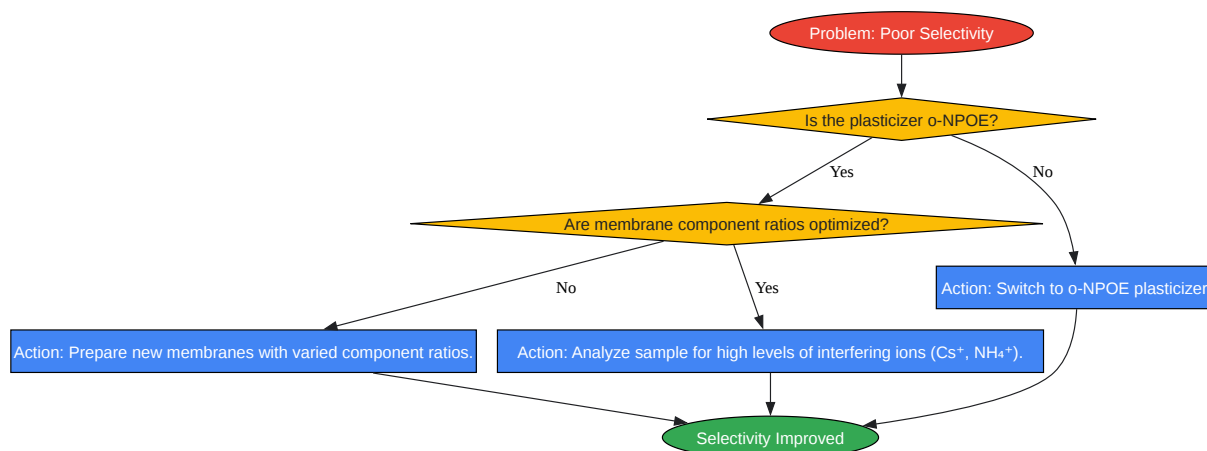 Problem: Poor Selectivity
Is the plasticizer o-NPOE?
Yes
No
Are membrane component ratios optimized?
No
Yes
Action: Switch to o-NPOE plasticizer
Action: Prepare new membranes with varied component ratios.
Action: Analyze sample for high levels of interfering ions (Cs⁺, NH₄⁺).
Selectivity Improved